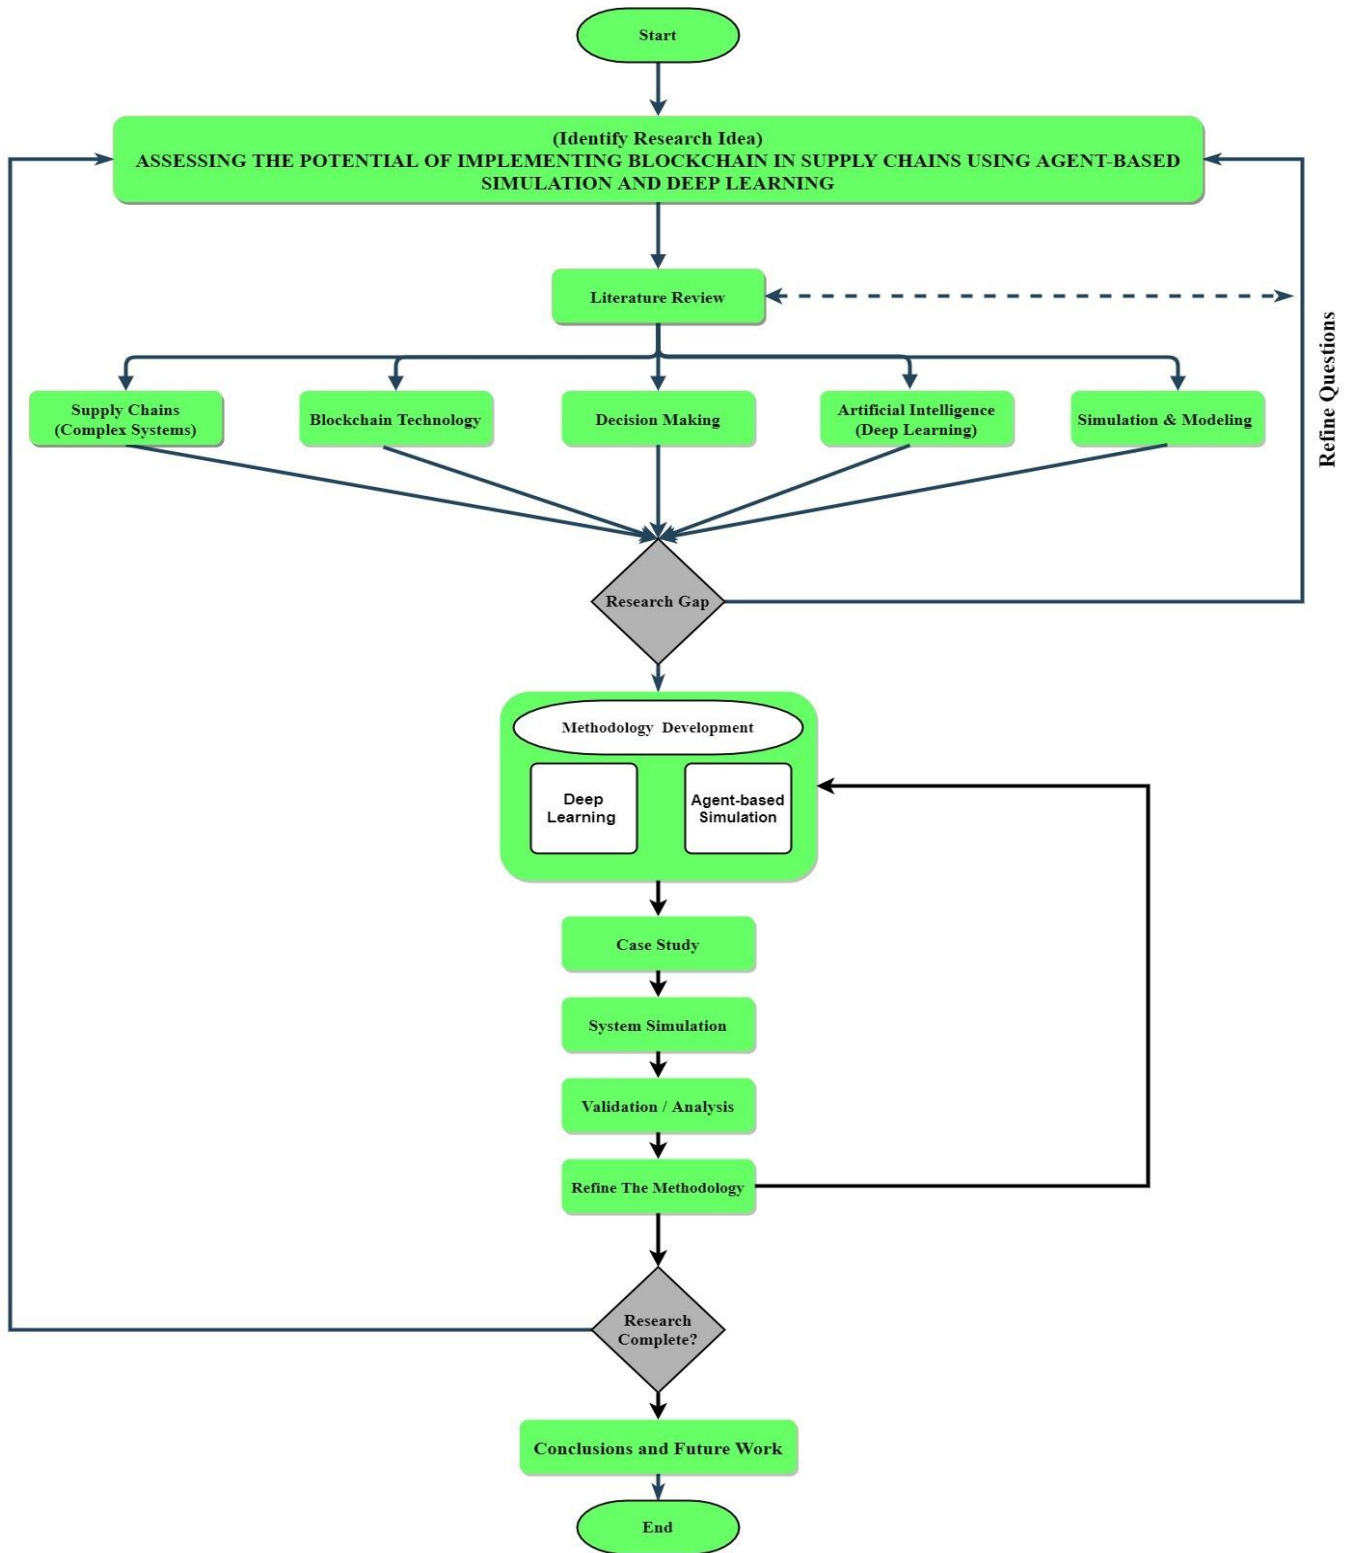 Start
(Identify Research Idea)
ASSESSING THE POTENTIAL OF IMPLEMENTING BLOCKCHAIN IN SUPPLY CHAINS USING AGENT-BASED
SIMULATION AND DEEP LEARNING
Literature Review
Refine Questions
Supply Chains
(Complex Systems)
Blockchain Technology
Decision Making
Artificial Intelligence
(Deep Learning)
Simulation & Modeling
Research Gap
Methodology Development
Deep
Learning
Agent-based
Simulation
Case Study
System Simulation
Validation / Analysis
Refine The Methodology
Research
Complete?
Conclusions and Future Work
End